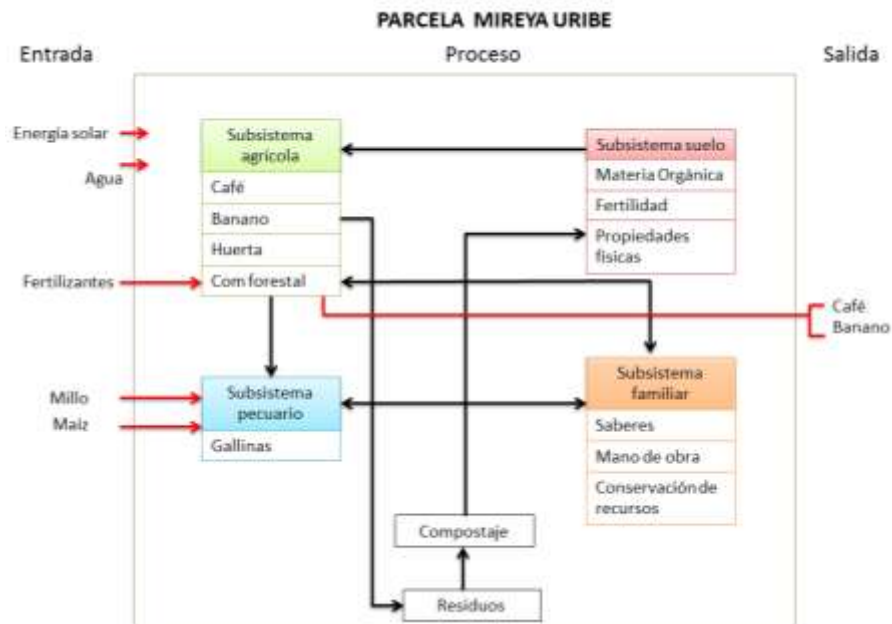 PARCELA MIREYA URIBE
Entrada
Proceso
Salida
Energía solar
Agua
Fertilizantes
Millo
Maíz
Subsistema
agrícola
Café
Banano
Huerta
Com forestal
Subsistema suelo
Materia Orgánica
Fertilidad
Propiedades
físicas
Café
Banano
Subsistema
pecuario
Gallinas
Subsistema
familiar
Saberes
Mano de obra
Conservación de
recursos
Compostaje
Residuos